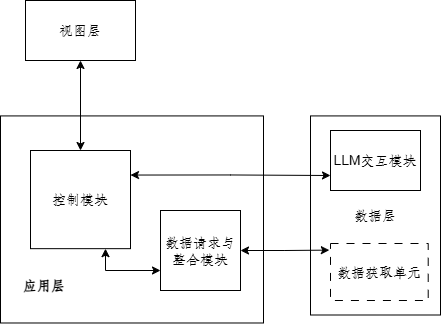 视图层
控制模块
LLM交互模块
数据层
数据请求与
整合模块
数据获取单元
应用层